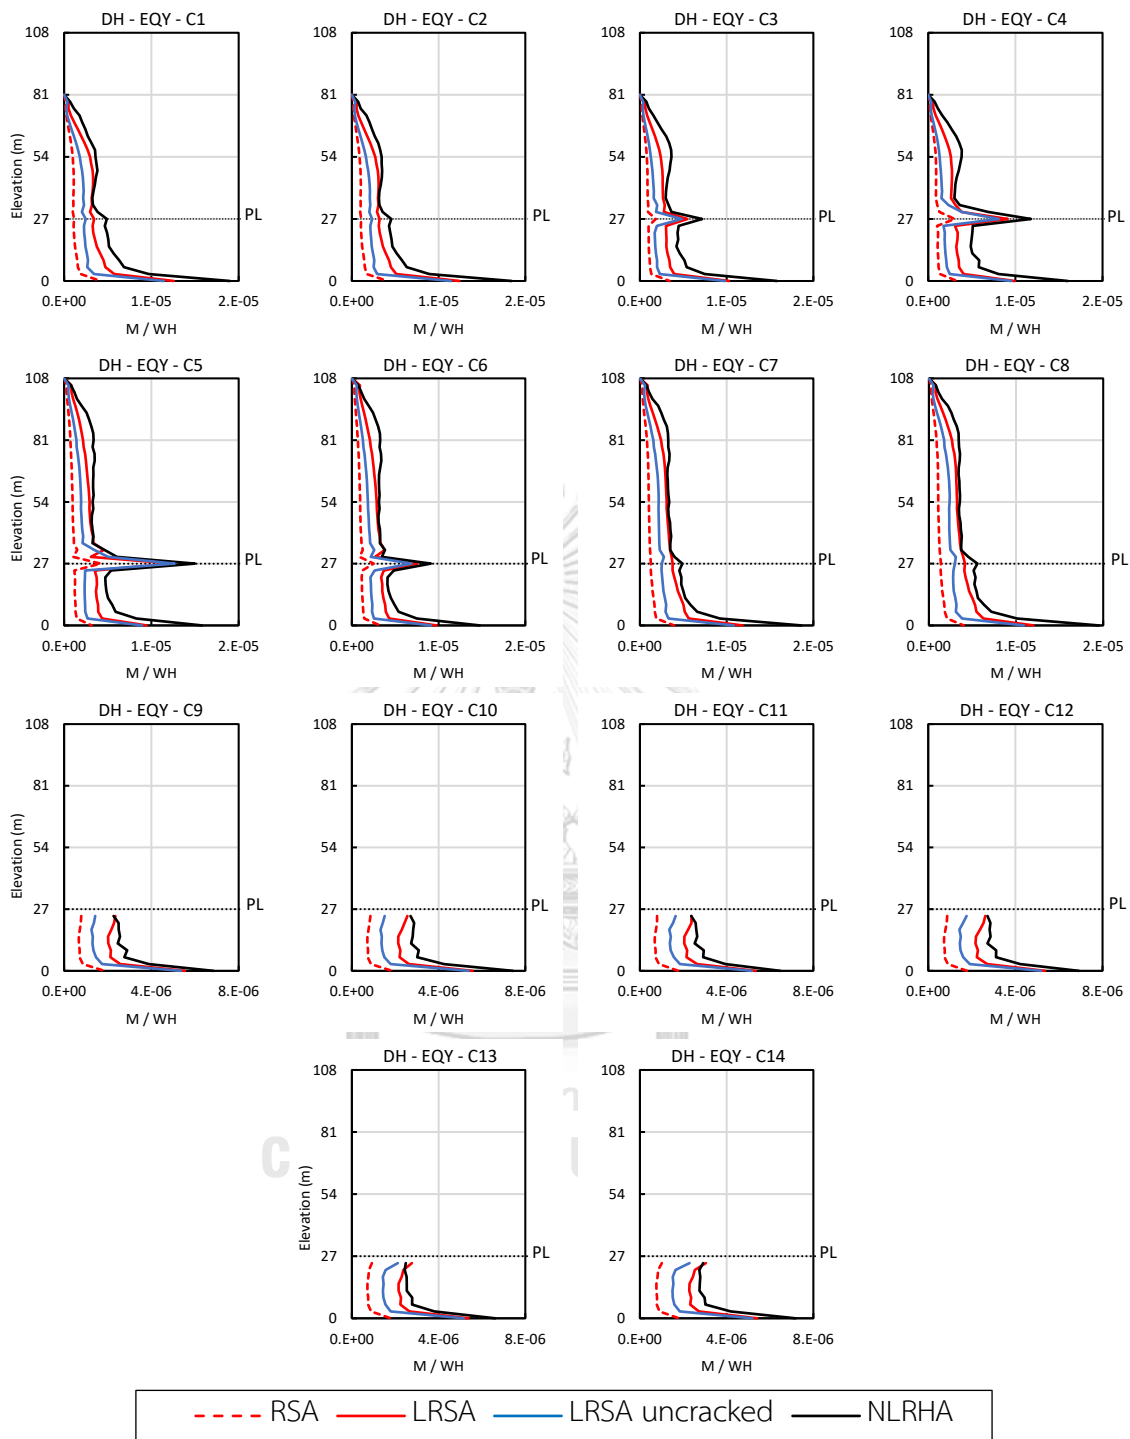 DH - EQY - C1 DH - EQY - C2 DH - EQY - C3 DH - EQY - C4
108 108 108 108
81 81 81 81
Elevation (m) 54 54 54 54
27 PL 27 PL 27 PL 27 PL
0 0 0 0
0.E+00 1.E-05 2.E-05 0.E+00 1.E-05 2.E-05 0.E+00 1.E-05 2.E-05 0.E+00 1.E-05 2.E-05
M / WH M / WH M / WH M / WH
DH - EQY - C5 DH - EQY - C6 DH - EQY - C7 DH - EQY - C8
108 108 108 108
81 81 81 81
Elevation (m) 54 54 54 54
27 PL 27 PL 27 PL 27 PL
0 0 0 0
0.E+00 1.E-05 2.E-05 0.E+00 1.E-05 2.E-05 0.E+00 1.E-05 2.E-05 0.E+00 1.E-05 2.E-05
M / WH M / WH M / WH M / WH
DH - EQY - C9 DH - EQY - C10 DH - EQY - C11 DH - EQY - C12
108 108 108 108
81 81 81 81
Elevation (m) 54 54 54 54
27 PL 27 PL 27 PL 27 PL
0 0 0 0
0.E+00 4.E-06 8.E-06 0.E+00 4.E-06 8.E-06 0.E+00 4.E-06 8.E-06 0.E+00 4.E-06 8.E-06
M / WH M / WH M / WH M / WH
DH - EQY - C13 DH - EQY - C14
108 108
81 81
Elevation (m) 54 54
27 PL 27 PL
0 0
0.E+00 4.E-06 8.E-06 0.E+00 4.E-06 8.E-06
M / WH M / WH
RSA LRSA LRSA uncracked NLRHA